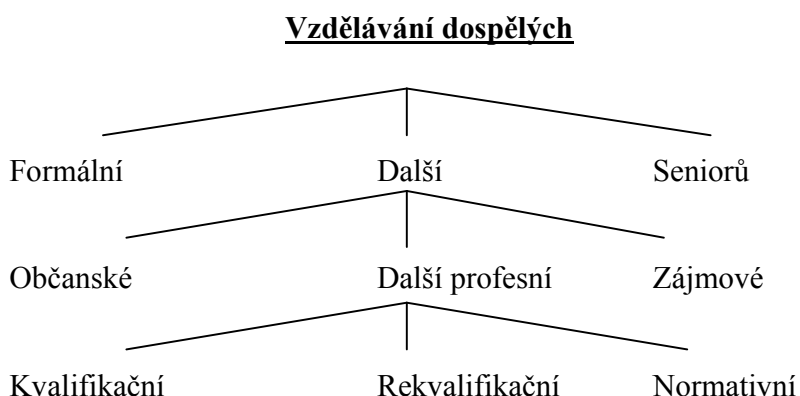 Vzdělávání dospělých
Formální Další Seniorů
Občanské Další profesní Zájmové
Kvalifikační Rekvalifikační Normativní